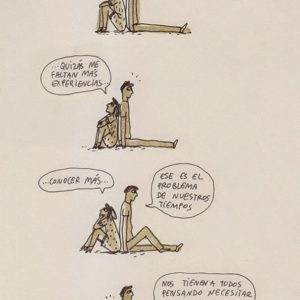 ...QUIZÁS ME
FALTAN MÁS
EXPERIENCIAS...
...CONOCER MÁS...
ESE ES EL
PROBLEMA
DE NUESTROS
TIEMPOS
NOS TIENEN A TODOS
PENSANDO NECESITAR